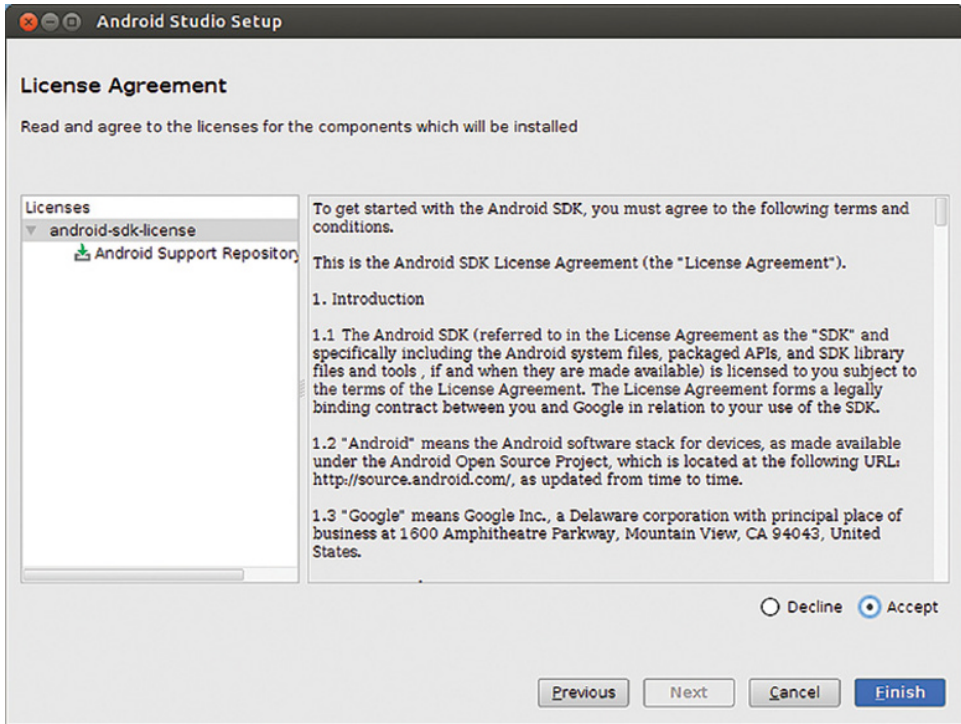 Android Studio Setup
License Agreement
Read and agree to the licenses for the components which will be installed
Licenses
android-sdk-license
Android Support Repository
To get started with the Android SDK, you must agree to the following terms and
conditions.
This is the Android SDK License Agreement (the "License Agreement").
1. Introduction
1.1 The Android SDK (referred to in the License Agreement as the "SDK" and
specifically including the Android system files, packaged APIs, and SDK library
files and tools , if and when they are made available) is licensed to you subject to
the terms of the License Agreement. The License Agreement forms a legally
binding contract between you and Google in relation to your use of the SDK.
1.2 "Android" means the Android software stack for devices, as made available
under the Android Open Source Project, which is located at the following URL:
http://source.android.com/, as updated from time to time.
1.3 "Google" means Google Inc., a Delaware corporation with principal place of
business at 1600 Amphitheatre Parkway, Mountain View, CA 94043, United
States.
Decline
Accept
Previous
Next
Cancel
Finish